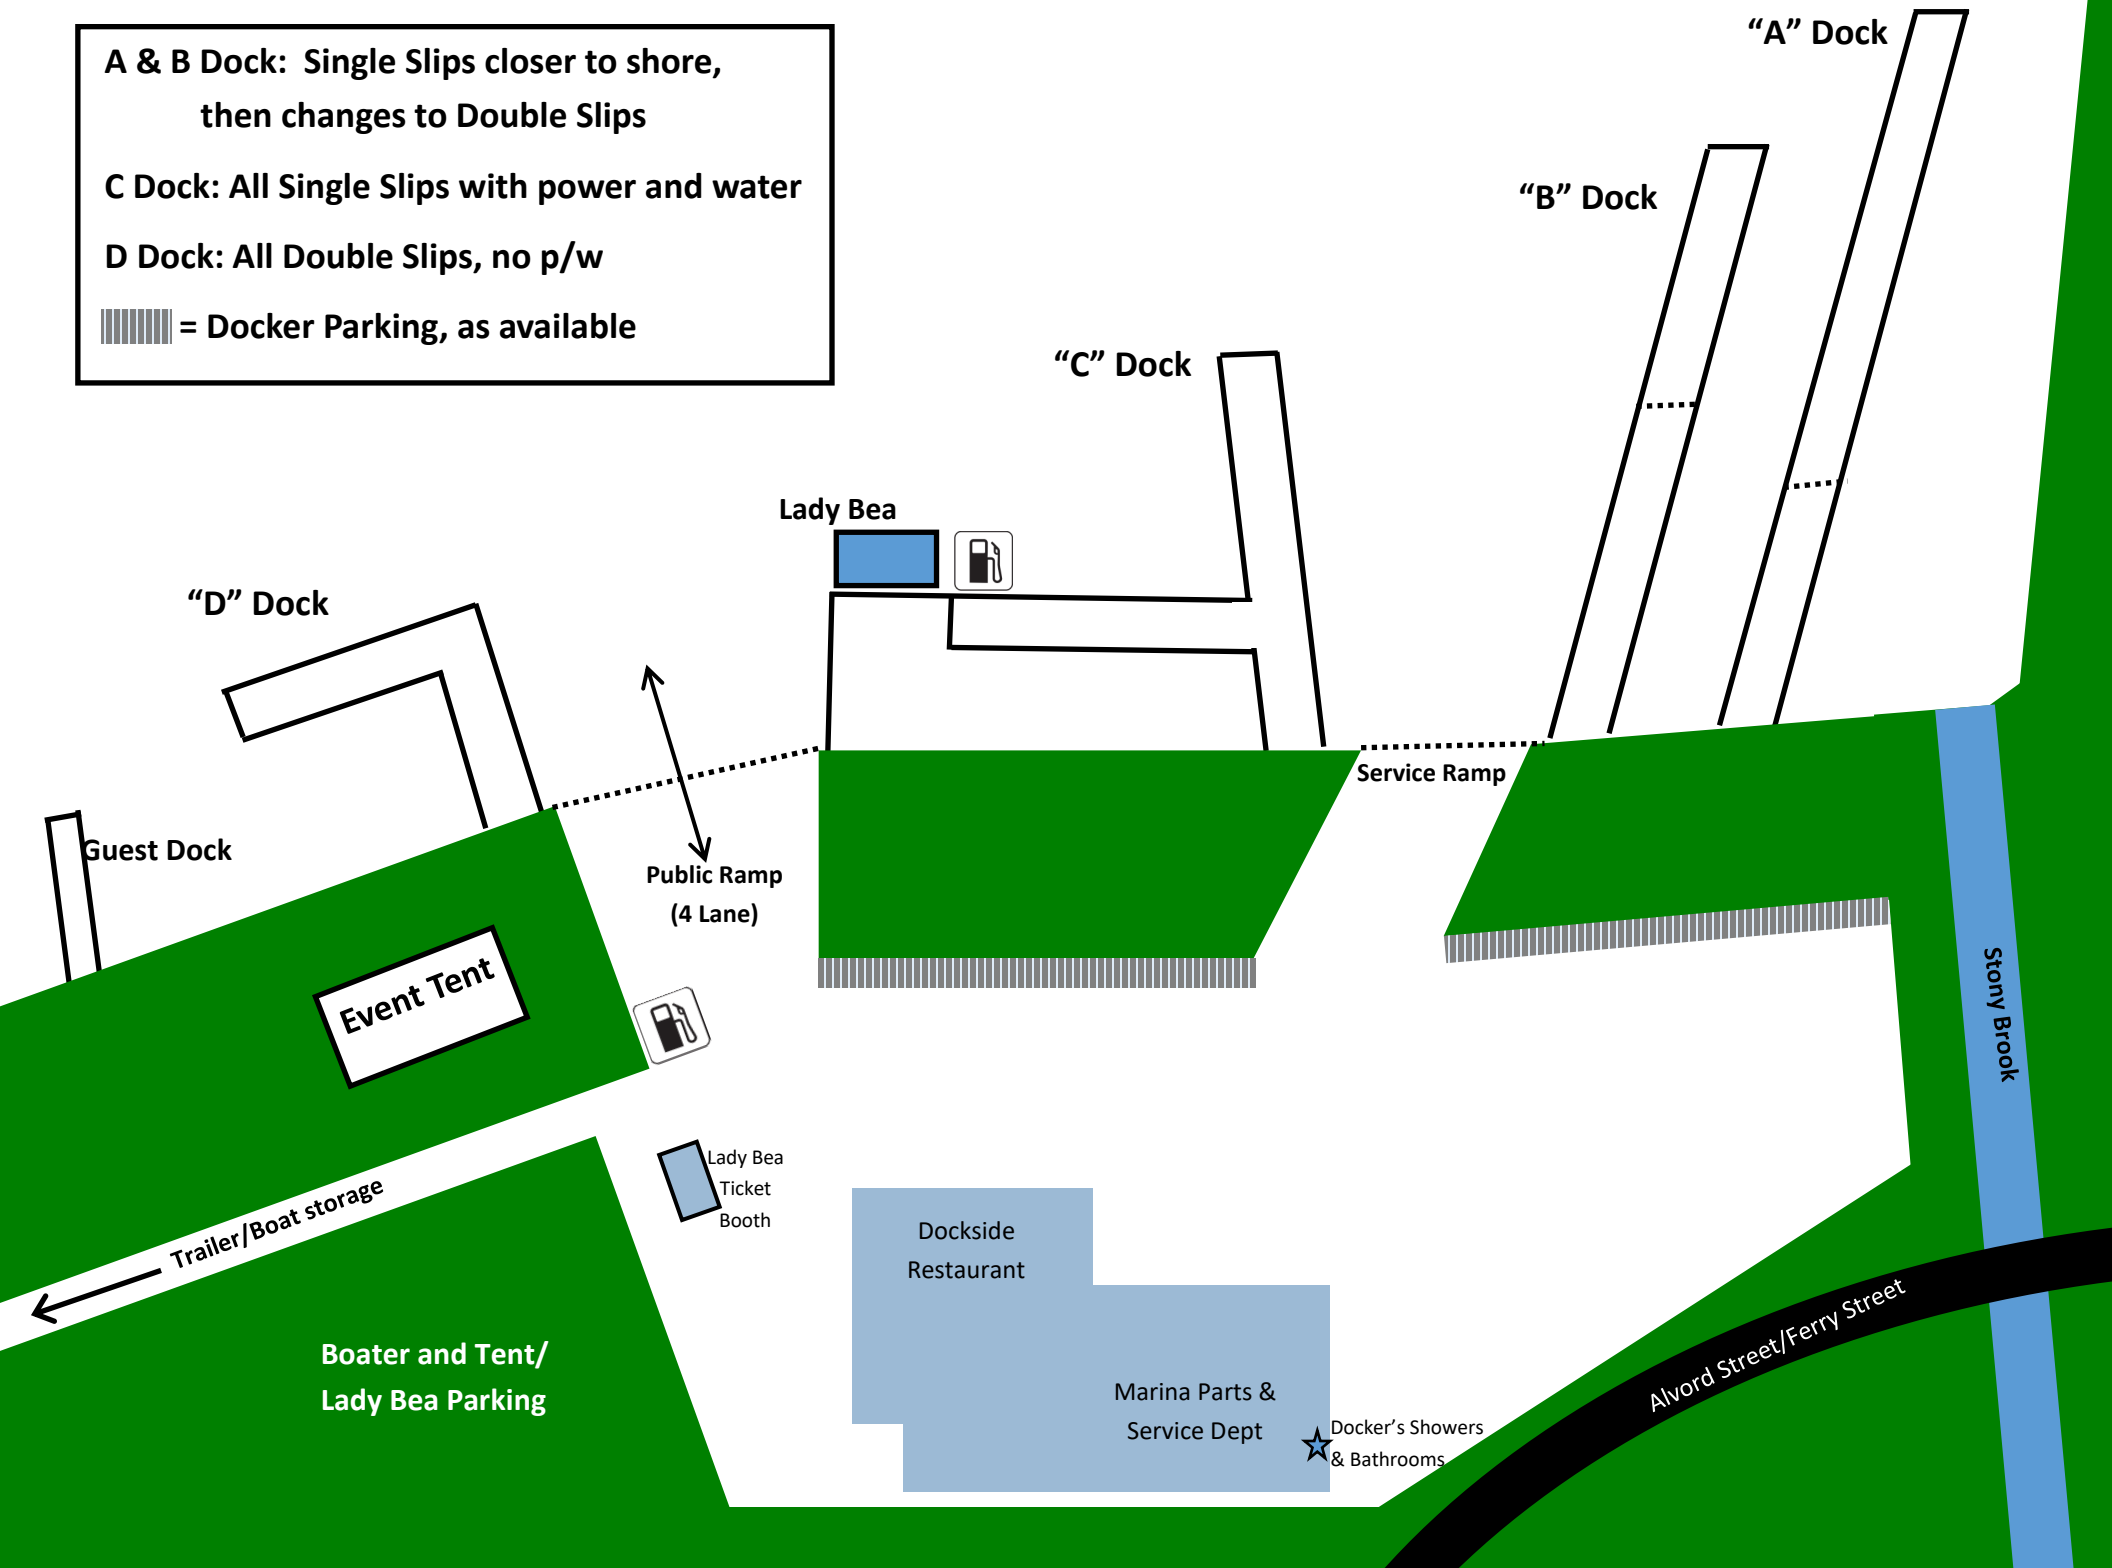 A & B Dock: Single Slips closer to shore,
then changes to Double Slips
C Dock: All Single Slips with power and water
D Dock: All Double Slips, no p/w
= Docker Parking, as available
“A” Dock
“B” Dock
“C” Dock
Lady Bea
“D” Dock
Guest Dock
Service Ramp
Public Ramp
(4 Lane)
Event Tent
Stony Brook
Lady Bea
Ticket
Booth
Trailer/Boat storage
Dockside
Restaurant
Boater and Tent/
Lady Bea Parking
Marina Parts &
Service Dept
Docker’s Showers
& Bathrooms
Alvord Street/Ferry Street